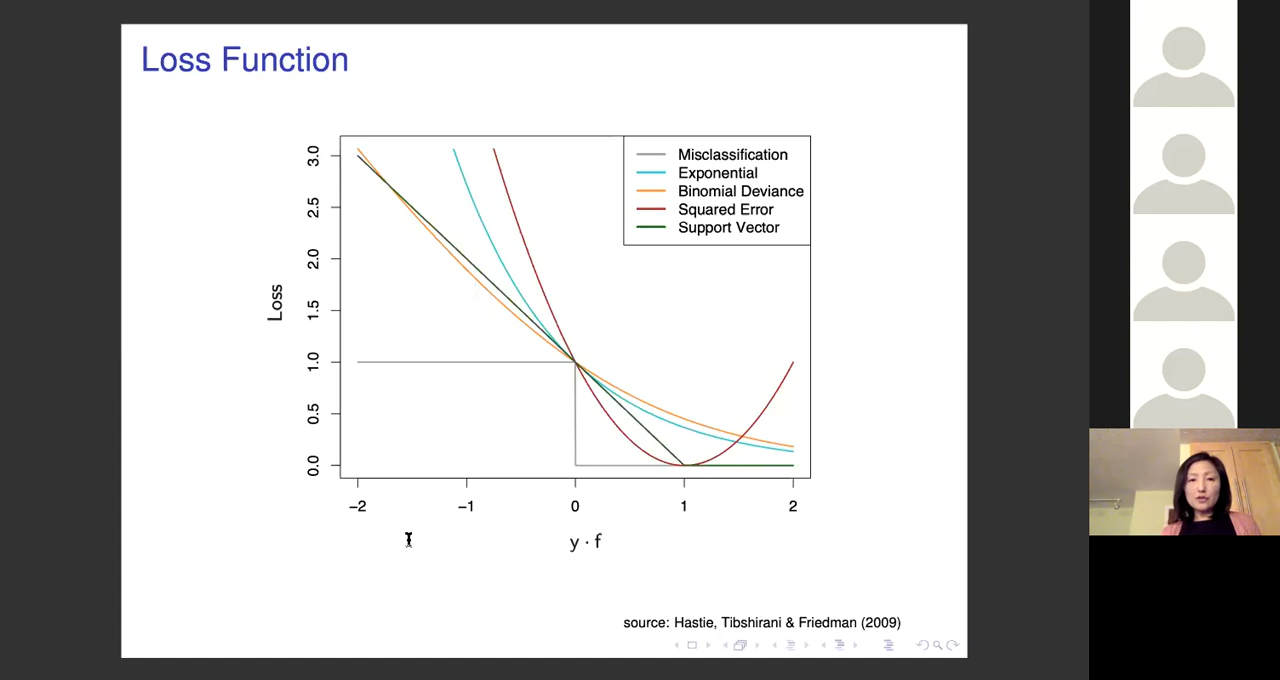 Loss Function
Misclassification
Exponential
Binomial Deviance
Squared Error
Support Vector
Loss
3.0
2.5
2.0
1.5
1.0
0.5
0.0
−2
−1
0
1
2
y · f
source: Hastie, Tibshirani & Friedman (2009)